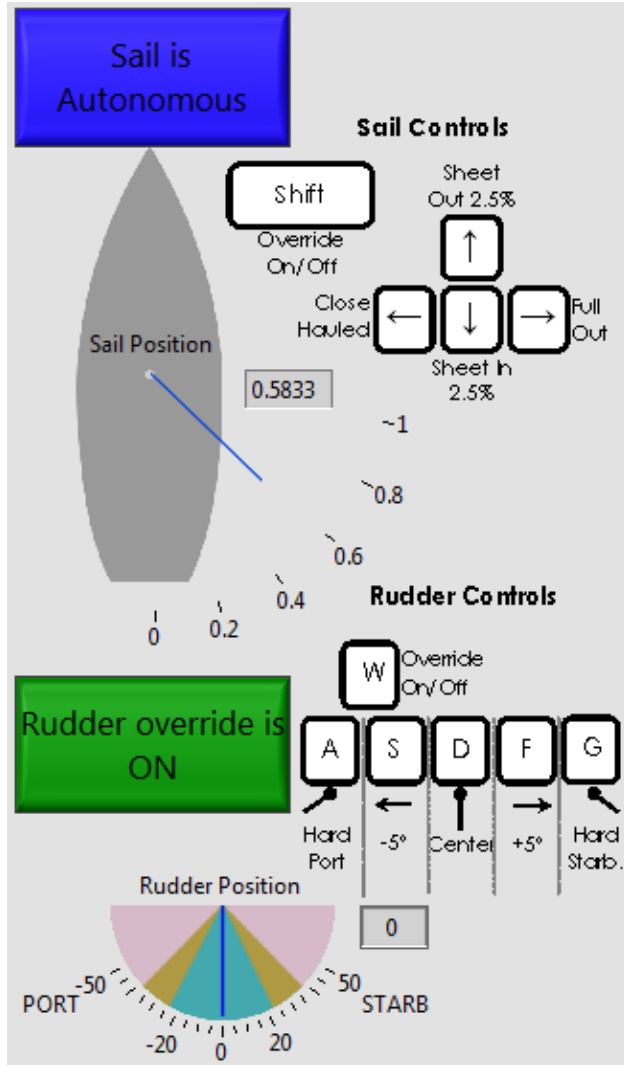 Sail is
Autonomous
Sail Controls
Shift
Override
On/Off
Sheet
Out 2.5%
↑
Close
Hauled
← ↓ →
Full
Out
Sheet In
2.5%
Sail Position
0.5833
1
0.8
0.6
0.4
0.2
0
Rudder Controls
W
Override
On/Off
Rudder override is
ON
A S D F G
Hard
Port
← -5°
Center
→ +5°
Hard
Starb.
Rudder Position
0
PORT
-50
-20
0
20
50
STARB